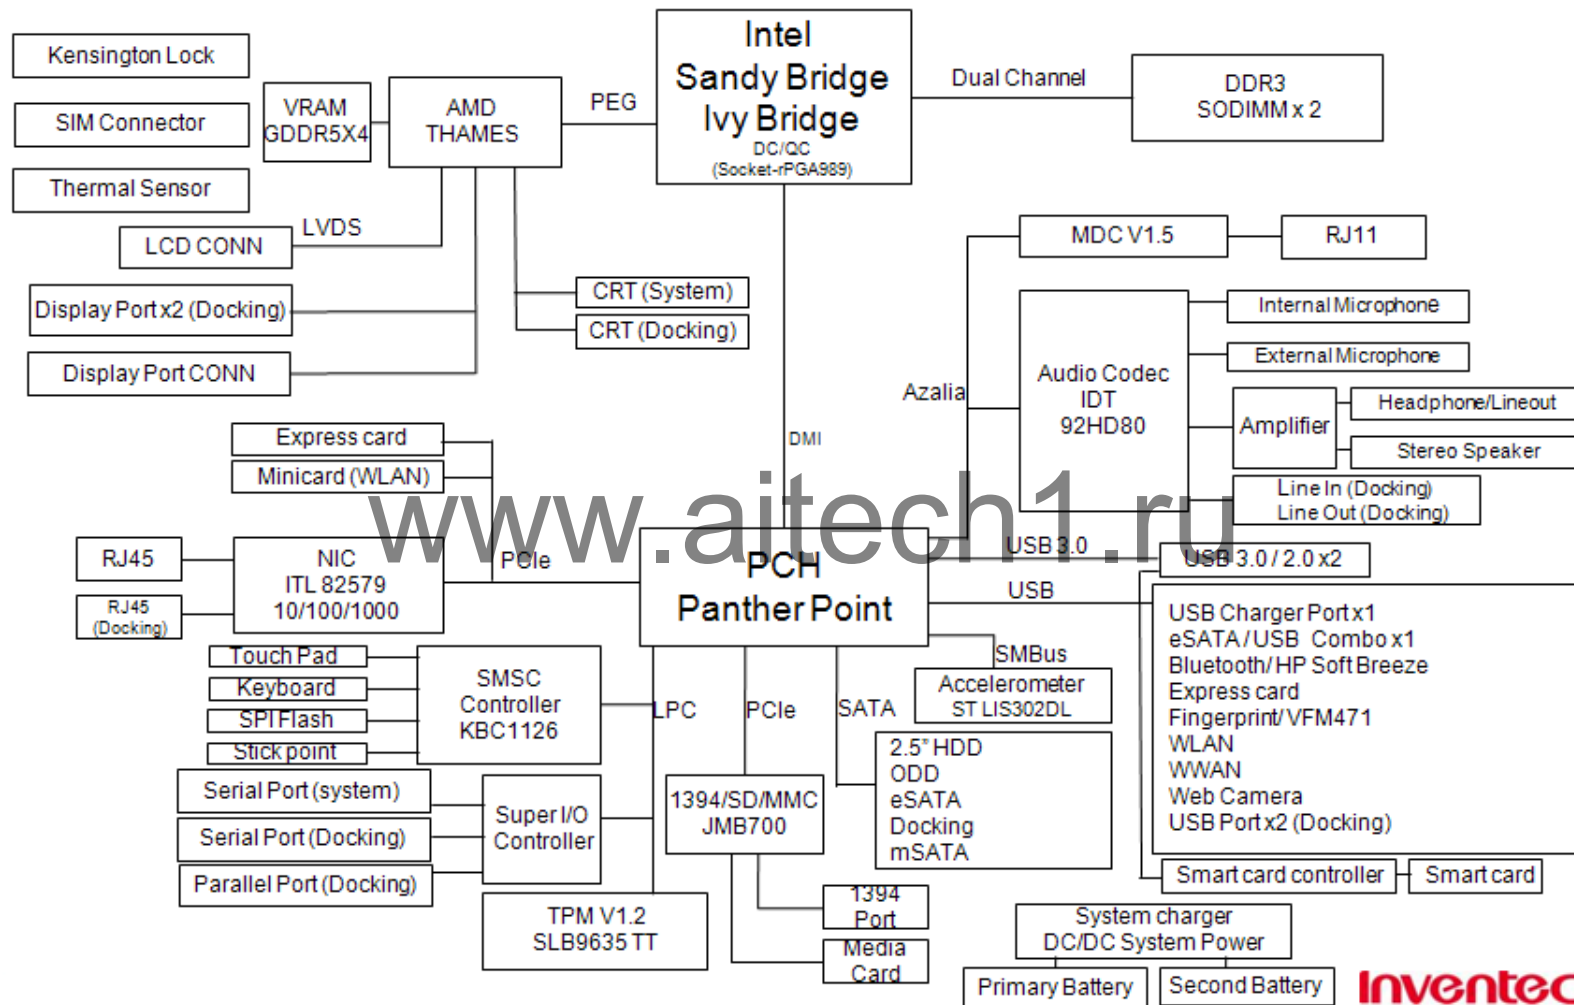 Kensington Lock
SIM Connector
Thermal Sensor
VRAM
GDDR5X4
AMD
THAMES
PEG
Intel
Sandy Bridge
Ivy Bridge
DC/QC
(Socket-rPGA989)
Dual Channel
DDR3
SODIMM x 2
LVDS
LCD CONN
Display Port x2 (Docking)
Display Port CONN
CRT (System)
CRT (Docking)
MDC V1.5
RJ11
Azalia
Audio Codec
IDT
92HD80
Internal Microphone
External Microphone
Amplifier
Headphone/Lineout
Stereo Speaker
Line In (Docking)
Line Out (Docking)
DMI
Express card
Minicard (WLAN)
www.aitech1.ru
RJ45
RJ45
(Docking)
NIC
ITL 82579
10/100/1000
PCIe
PCH
Panther Point
USB 3.0
USB 3.0 / 2.0 x2
USB
USB Charger Port x1
eSATA / USB Combo x1
Bluetooth/ HP Soft Breeze
Express card
Fingerprint/ VFM471
WLAN
WWAN
Web Camera
USB Port x2 (Docking)
SMBus
Accelerometer
ST LIS302DL
Touch Pad
Keyboard
SPI Flash
Stick point
SMSC
Controller
KBC1126
LPC
PCIe
SATA
2.5" HDD
ODD
eSATA
Docking
mSATA
Serial Port (system)
Serial Port (Docking)
Parallel Port (Docking)
Super I/O
Controller
1394/SD/MMC
JMB700
TPM V1.2
SLB9635 TT
1394
Port
Media
Card
Smart card controller
Smart card
System charger
DC/DC System Power
Primary Battery
Second Battery
Inventec